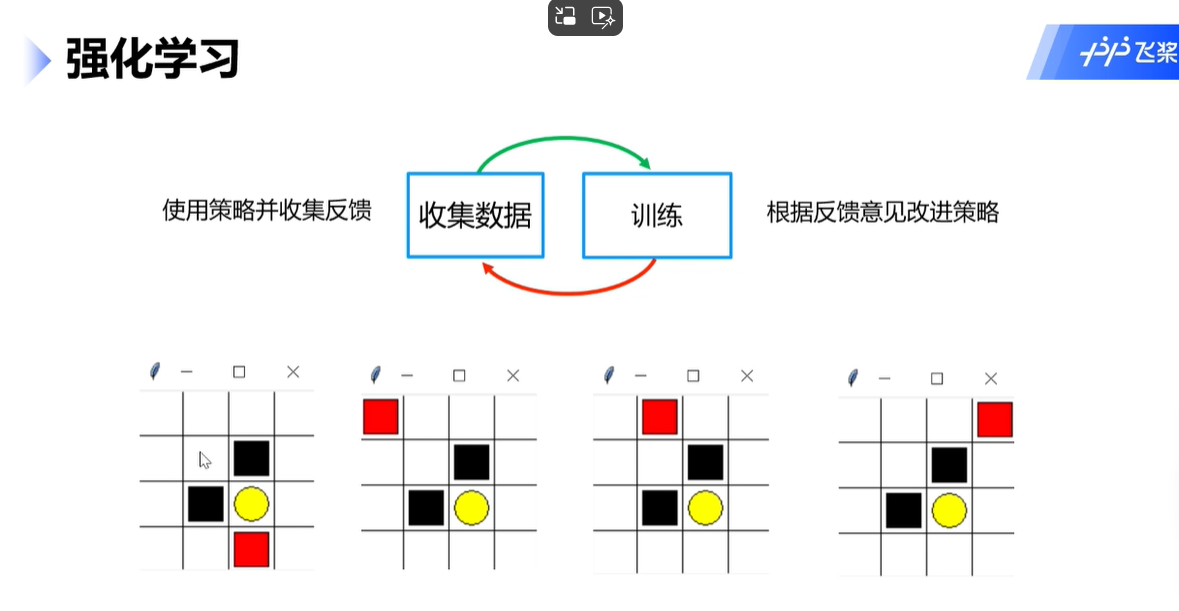 强化学习
飞桨
使用策略并收集反馈
收集数据
训练
根据反馈意见改进策略